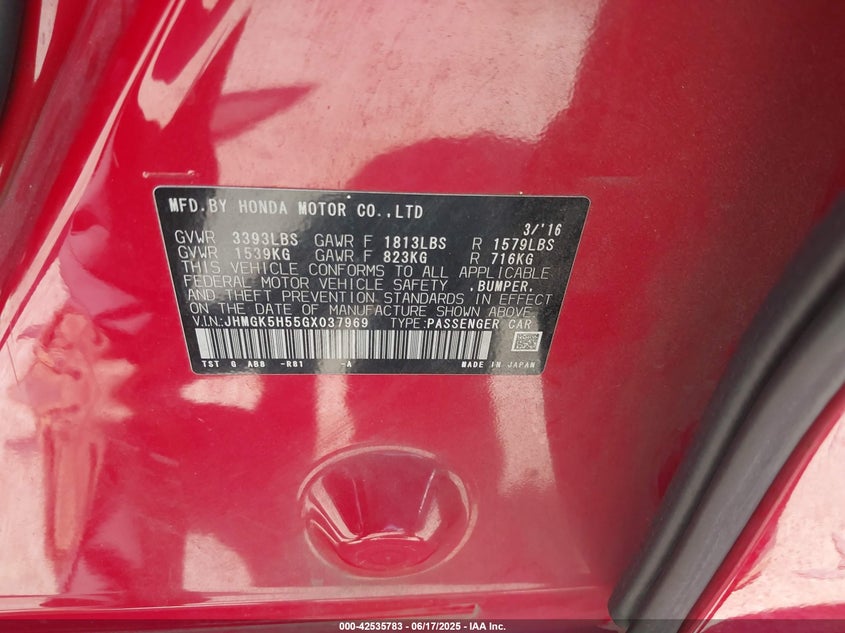 MFD.BY HONDA MOTOR CO.,LTD
3/'16
GVWR 3393LBS GAWR F 1813LBS R 1579LBS
GVWR 1539KG GAWR F 823KG R 716KG
THIS VEHICLE CONFORMS TO ALL APPLICABLE
FEDERAL MOTOR VEHICLE SAFETY ,BUMPER,
AND THEFT PREVENTION STANDARDS IN EFFECT
ON THE DATE OF MANUFACTURE SHOWN ABOVE.
V.IN:JHMGK5H55GX037969 TYPE:PASSENGER CAR
TST G ABB -R81 -A MADE IN JAPAN
000-42535783 - 06/17/2025 - IAA Inc.